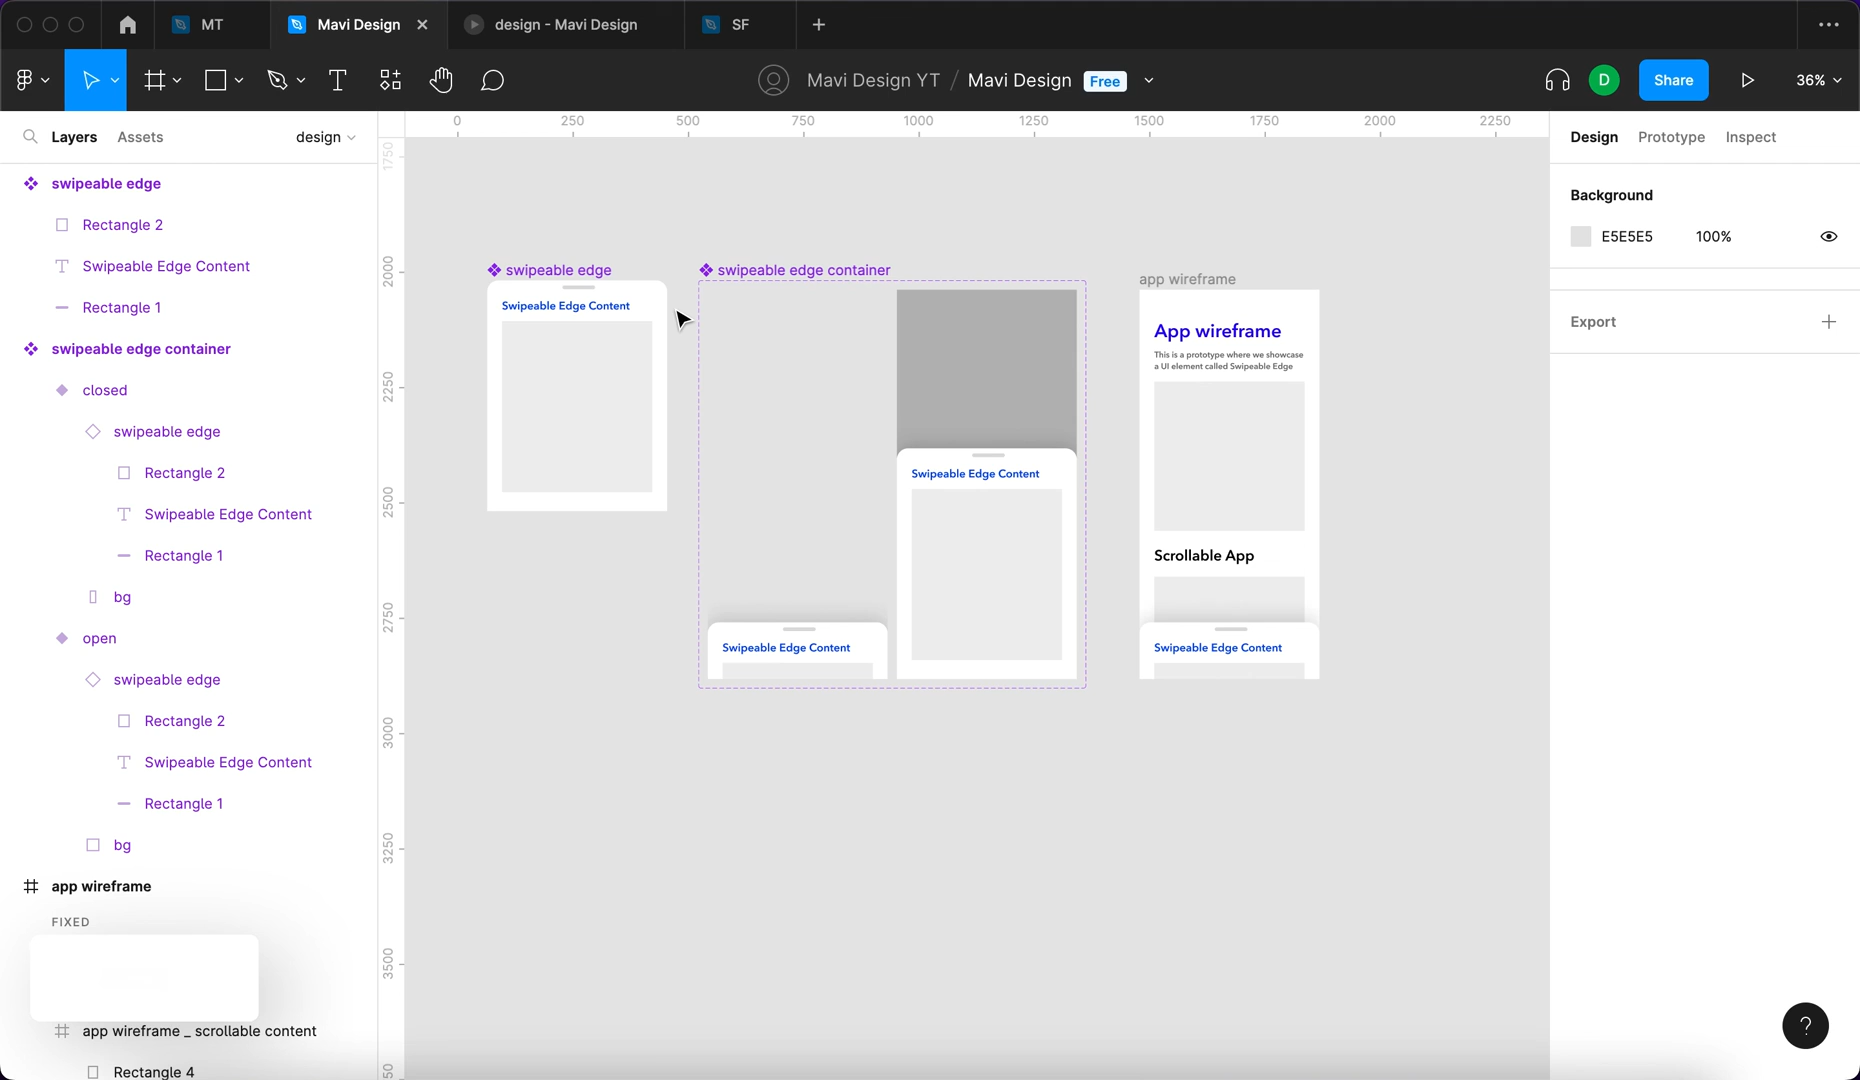 MT
Mavi Design
design - Mavi Design
SF
Mavi Design YT / Mavi Design Free
D
Share
36%
Layers Assets design
swipeable edge
Rectangle 2
Swipeable Edge Content
Rectangle 1
swipeable edge container
closed
swipeable edge
Rectangle 2
Swipeable Edge Content
Rectangle 1
bg
open
swipeable edge
Rectangle 2
Swipeable Edge Content
Rectangle 1
bg
app wireframe
FIXED
app wireframe _ scrollable content
Rectangle 4
0 250 500 750 1000 1250 1500 1750 2000 2250
1750
2000
2250
2500
2750
3000
3250
3500
50
swipeable edge
Swipeable Edge Content
swipeable edge container
Swipeable Edge Content
Swipeable Edge Content
app wireframe
App wireframe
This is a prototype where we showcase
a UI element called Swipeable Edge
Scrollable App
Swipeable Edge Content
Design Prototype Inspect
Background
E5E5E5 100%
Export
?